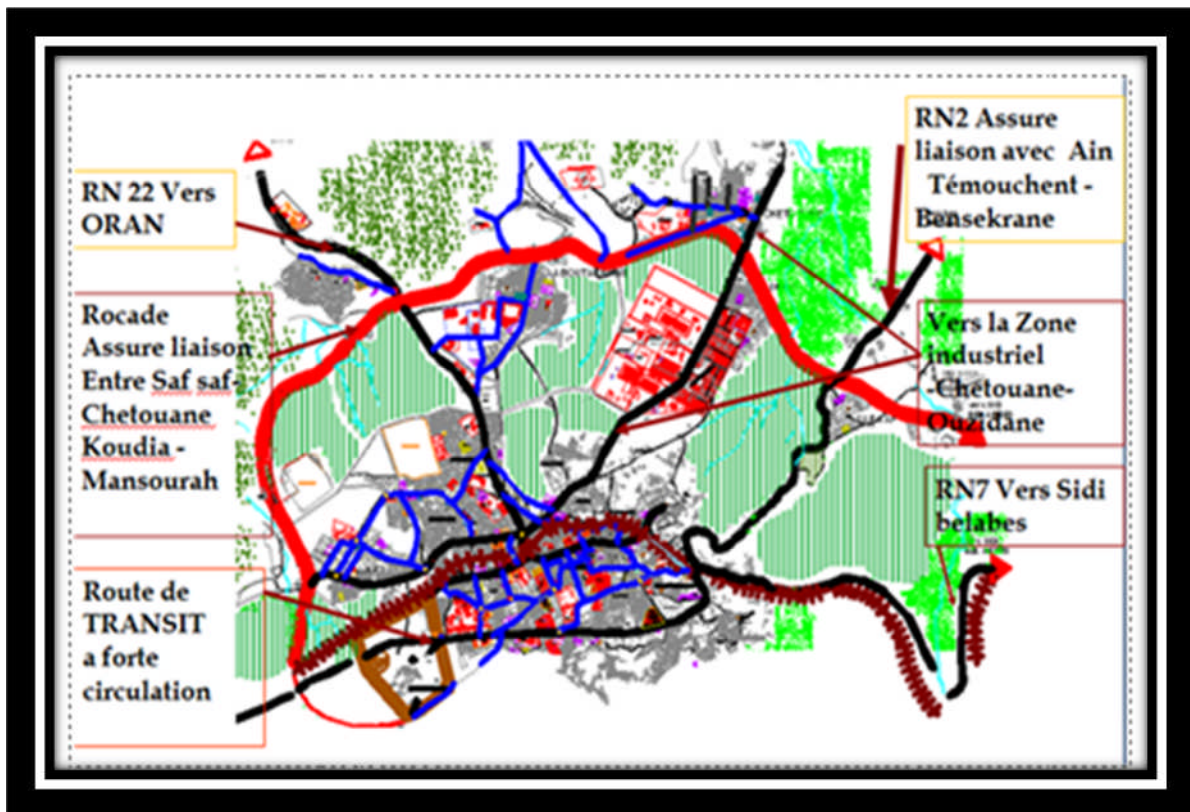 RN 22 Vers
ORAN
Rocade
Assure liaison
Entre Saf saf-
Chetouane
Koudia -
Mansourah
Route de
TRANSIT
a forte
circulation
RN2 Assure
liaison avec Ain
Témouchent -
Bensekrane
Vers la Zone
industriel
-Chetouane-
Ouzidane
RN7 Vers Sidi
belabes